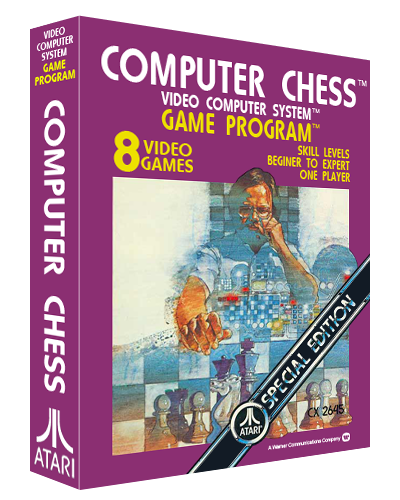 VIDEO
COMPUTER
SYSTEM
GAME
PROGRAM
COMPUTER CHESS
ATARI
COMPUTER CHESS™
VIDEO COMPUTER SYSTEM™
GAME PROGRAM™
8 VIDEO
GAMES
SKILL LEVELS
BEGINER TO EXPERT
ONE PLAYER
SPECIAL EDITION
CX 2645
A Warner Communications Company